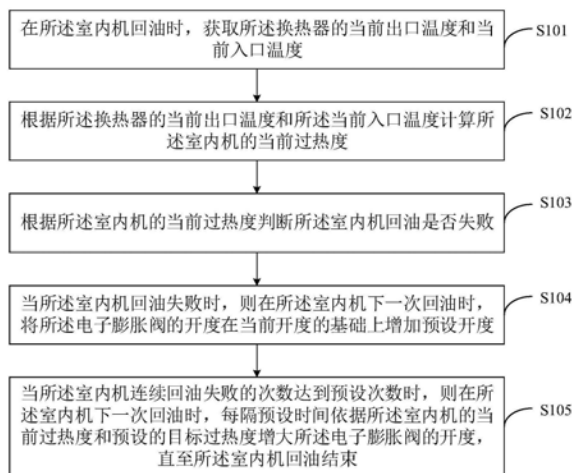 在所述室内机回油时，获取所述换热器的当前出口温度和当
前入口温度
S101
根据所述换热器的当前出口温度和所述当前入口温度计算所
述室内机的当前过热度
S102
根据所述室内机的当前过热度判断所述室内机回油是否失败
S103
当所述室内机回油失败时，则在所述室内机下一次回油时，
将所述电子膨胀阀的开度在当前开度的基础上增加预设开度
S104
当所述室内机连续回油失败的次数达到预设次数时，则在所
述室内机下一次回油时，每隔预设时间依据所述室内机的当
前过热度和预设的目标过热度增大所述电子膨胀阀的开度，
直至所述室内机回油结束
S105